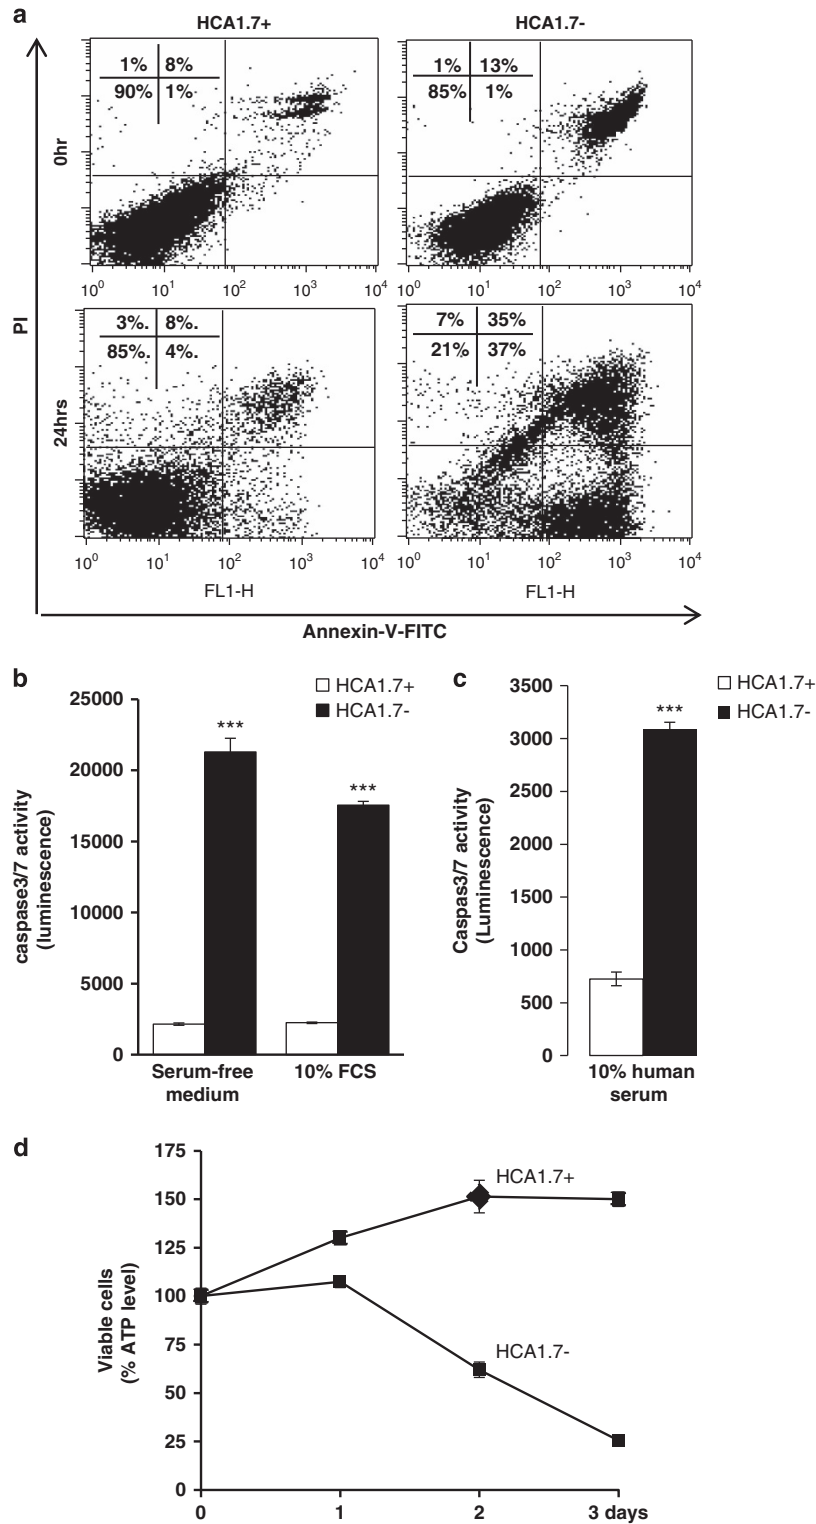 a
HCA1.7+
HCA1.7-
1% 8%
90% 1%
1% 13%
85% 1%
0hr
10^0 10^1 10^2 10^3 10^4
10^0 10^1 10^2 10^3 10^4
PI
3%. 8%.
85%. 4%.
7% 35%
21% 37%
24hrs
10^0 10^1 10^2 10^3 10^4
10^0 10^1 10^2 10^3 10^4
FL1-H
FL1-H
Annexin-V-FITC
b
HCA1.7+
HCA1.7-
25000
20000
15000
10000
5000
0
caspase3/7 activity
(luminescence)
***
***
Serum-free
medium
10% FCS
c
HCA1.7+
HCA1.7-
3500
3000
2500
2000
1500
1000
500
0
Caspas3/7 activity
(Luminescence)
***
10% human
serum
d
175
150
125
100
75
50
25
0
Viable cells
(% ATP level)
HCA1.7+
HCA1.7-
0 1 2 3 days